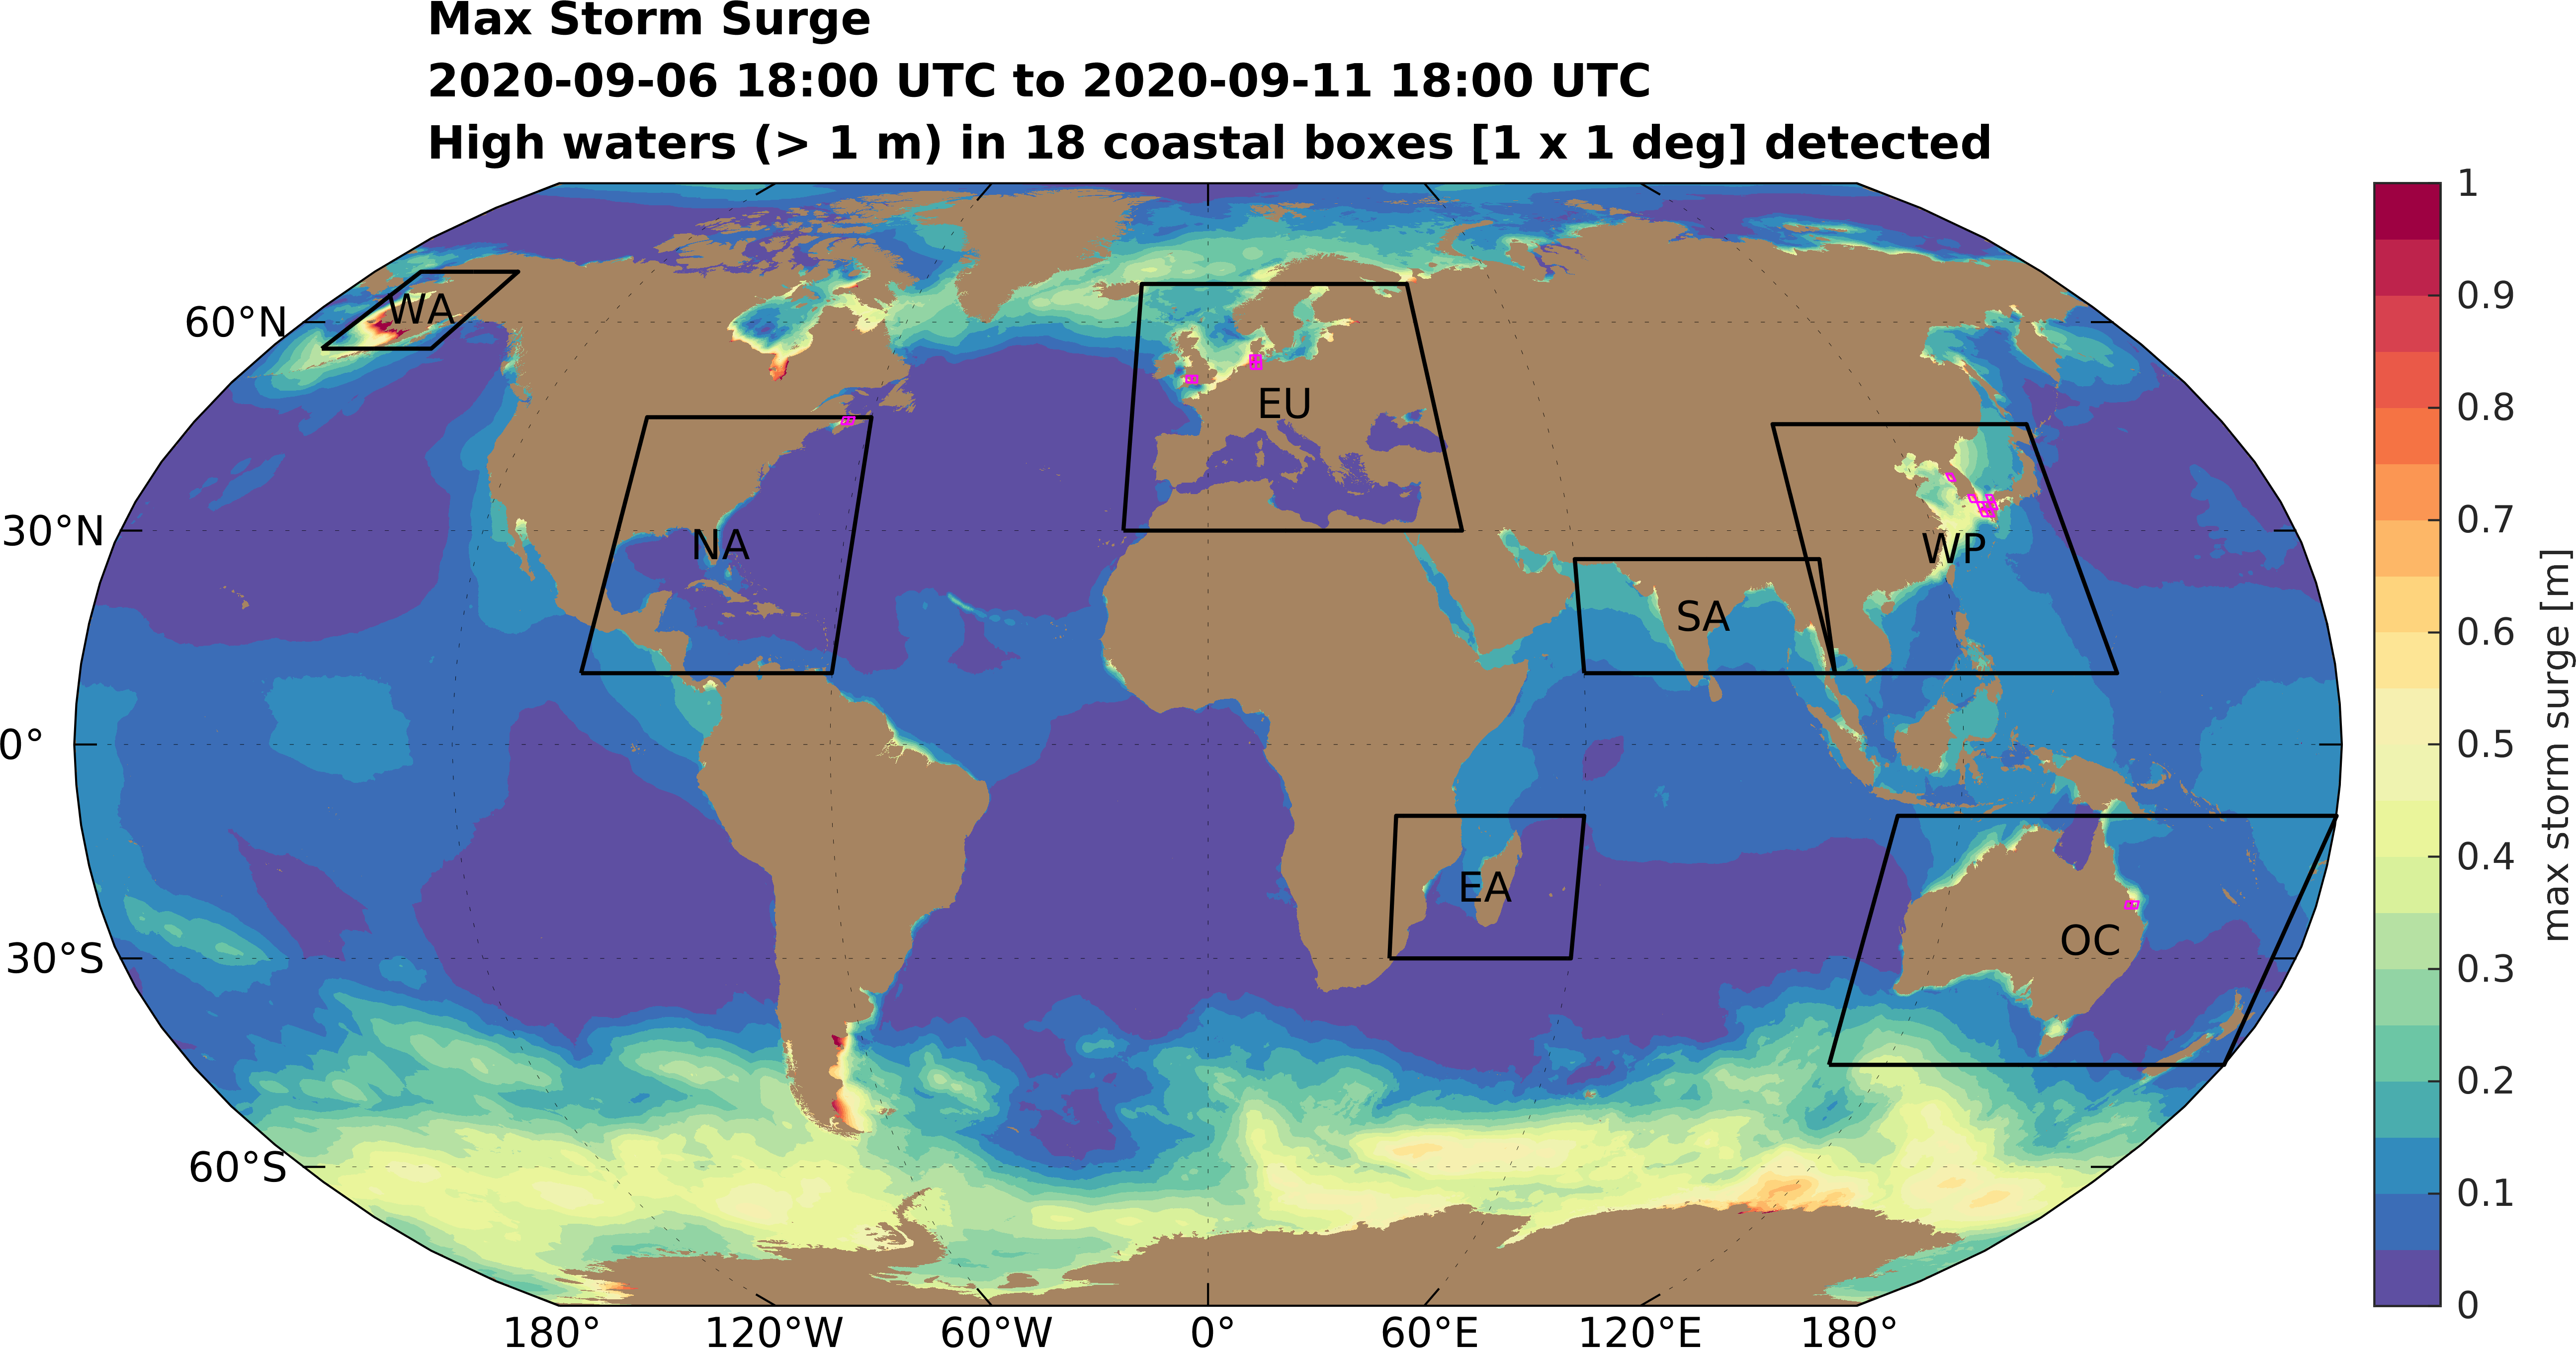 Max Storm Surge
2020-09-06 18:00 UTC to 2020-09-11 18:00 UTC
High waters (> 1 m) in 18 coastal boxes [1 x 1 deg] detected
60°N
30°N
0°
30°S
60°S
WA
NA
EU
SA
WP
EA
OC
180°
120°W
60°W
0°
60°E
120°E
180°
1
0.9
0.8
0.7
0.6
0.5
0.4
0.3
0.2
0.1
0
max storm surge [m]